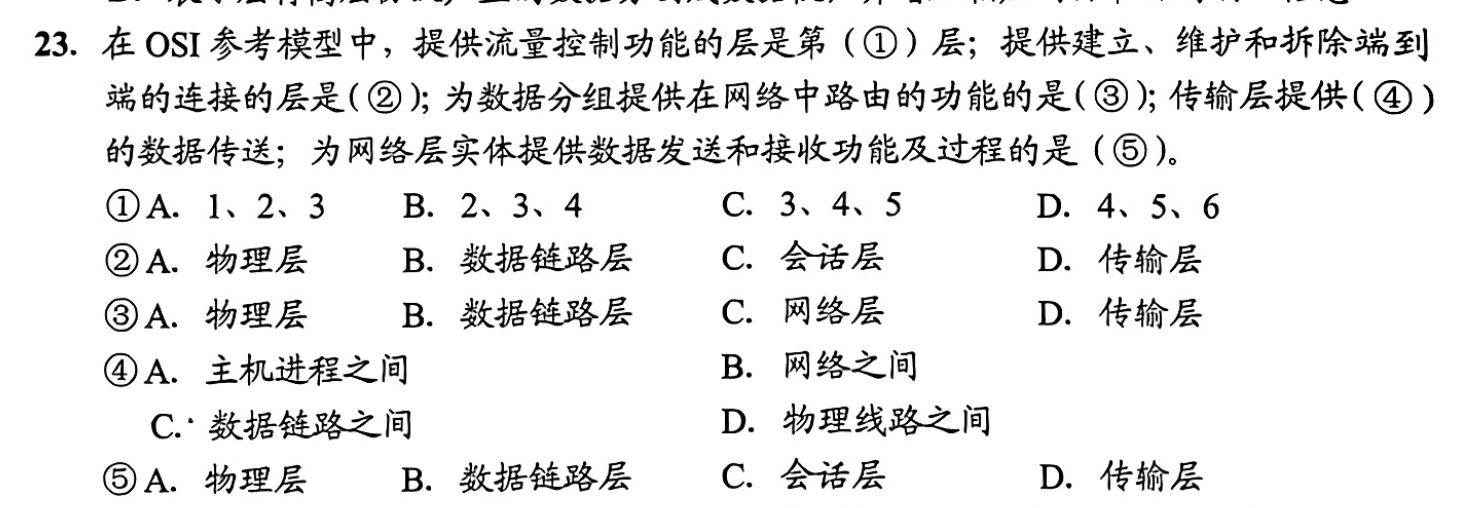 23. 在 OSI 参考模型中，提供流量控制功能的层是第（①）层；提供建立、维护和拆除端到
端的连接的层是（②）；为数据分组提供在网络中路由的功能的是（③）；传输层提供（④）
的数据传送；为网络层实体提供数据发送和接收功能及过程的是（⑤）。
①A. 1、2、3 B. 2、3、4 C. 3、4、5 D. 4、5、6
②A. 物理层 B. 数据链路层 C. 会话层 D. 传输层
③A. 物理层 B. 数据链路层 C. 网络层 D. 传输层
④A. 主机进程之间 B. 网络之间
C. 数据链路之间 D. 物理线路之间
⑤A. 物理层 B. 数据链路层 C. 会话层 D. 传输层